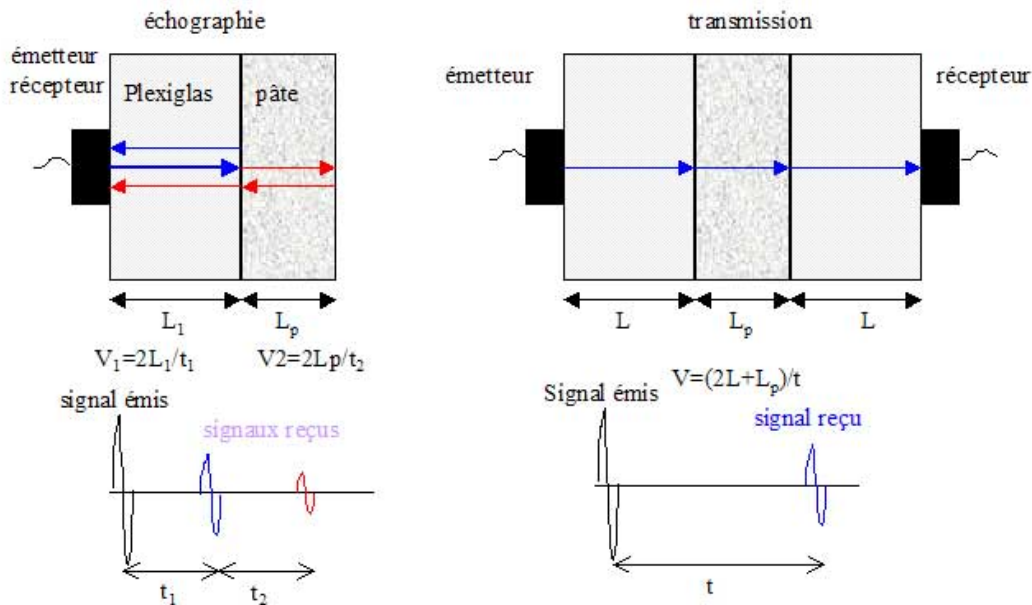 échographie
émetteur
récepteur
Plexiglas
pâte
L1
Lp
V1=2L1/t1
V2=2Lp/t2
signal émis
signaux reçus
t1
t2
transmission
émetteur
récepteur
L
Lp
L
V=(2L+Lp)/t
Signal émis
signal reçu
t